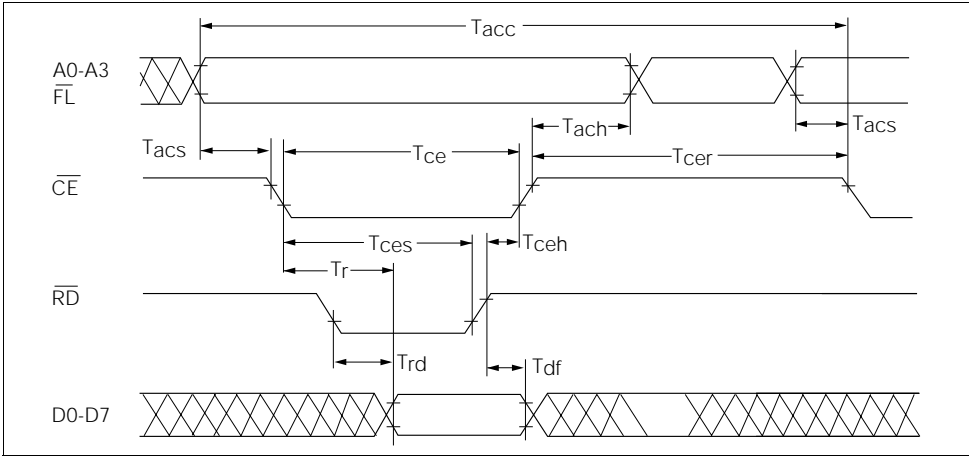 Tacc
A0-A3
FL
Tacs
Tach
Tacs
Tce
Tcer
CE
Tces
Tceh
Tr
RD
Trd
Tdf
D0-D7